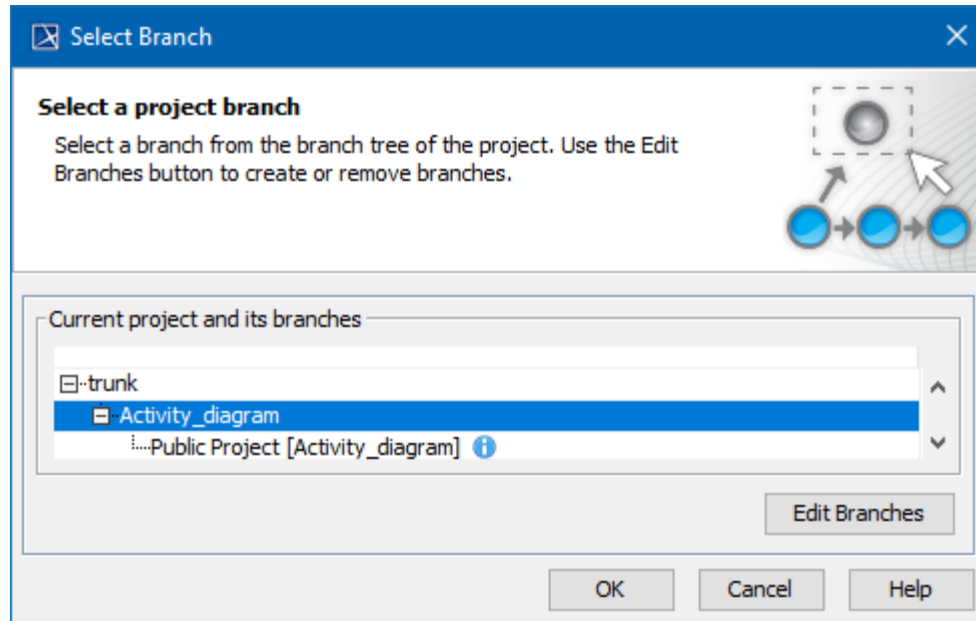 Select Branch
Select a project branch
Select a branch from the branch tree of the project. Use the Edit
Branches button to create or remove branches.
Current project and its branches
trunk
Activity_diagram
Public Project [Activity_diagram]
Edit Branches
OK Cancel Help